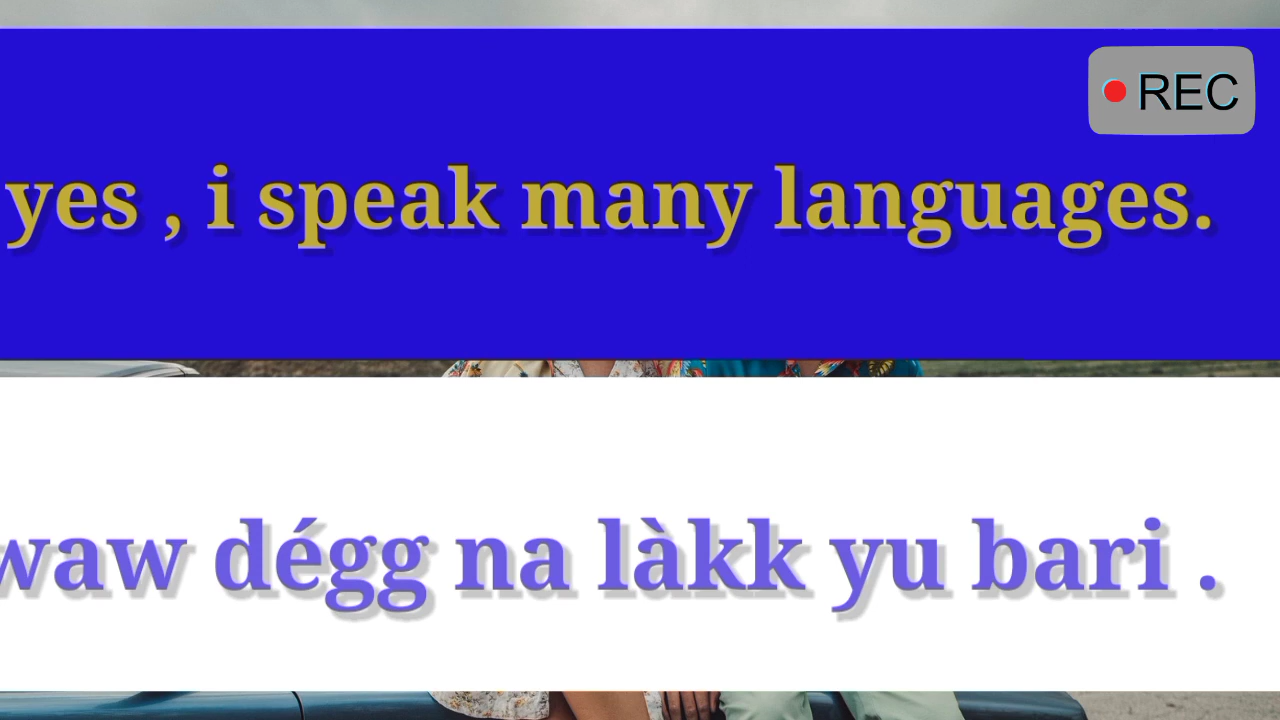 REC
yes , i speak many languages.
waw dégg na làkk yu bari .